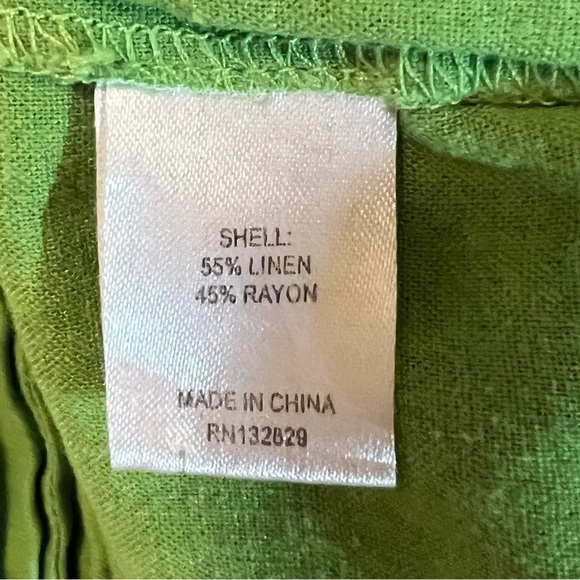 SHELL:
55% LINEN
45% RAYON
MADE IN CHINA
RN132829